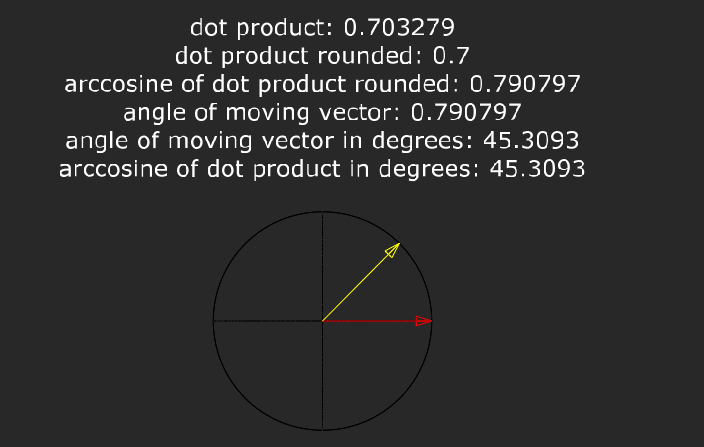 dot product: 0.703279
dot product rounded: 0.7
arccosine of dot product rounded: 0.790797
angle of moving vector: 0.790797
angle of moving vector in degrees: 45.3093
arccosine of dot product in degrees: 45.3093